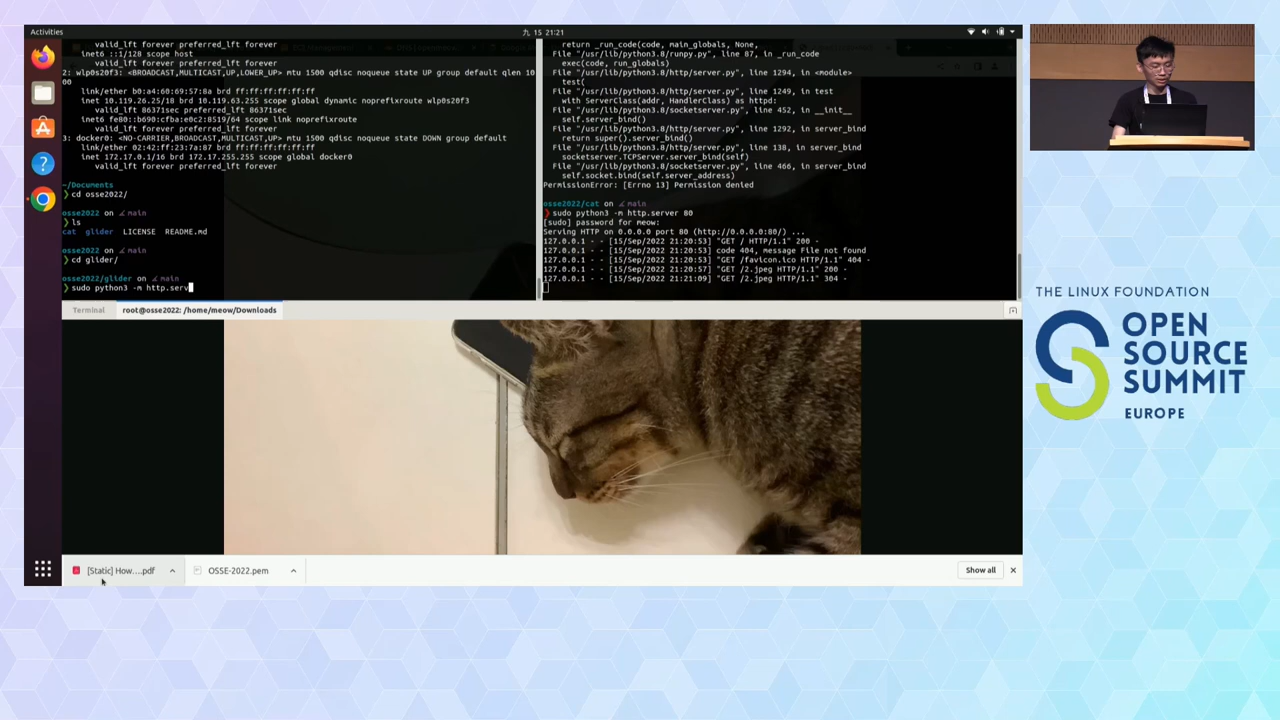 Activities
九 15 21:21
valid_lft forever preferred_lft forever
inet6 ::1/128 scope host
valid_lft forever preferred_lft forever
2: wlp0s20f3: <BROADCAST,MULTICAST,UP,LOWER_UP> mtu 1500 qdisc noqueue state UP group default qlen 10
00
link/ether b0:a4:60:69:57:8a brd ff:ff:ff:ff:ff:ff
inet 10.119.26.25/18 brd 10.119.63.255 scope global dynamic noprefixroute wlp0s20f3
valid_lft 86371sec preferred_lft 86371sec
inet6 fe80::b690:cfba:e0c2:8519/64 scope link noprefixroute
valid_lft forever preferred_lft forever
3: docker0: <NO-CARRIER,BROADCAST,MULTICAST,UP> mtu 1500 qdisc noqueue state DOWN group default
link/ether 02:42:ff:23:7a:87 brd ff:ff:ff:ff:ff:ff
inet 172.17.0.1/16 brd 172.17.255.255 scope global docker0
valid_lft forever preferred_lft forever
~/Documents
❯ cd osse2022/
osse2022 on main
❯ ls
cat glider LICENSE README.md
osse2022 on main
❯ cd glider/
osse2022/glider on main
❯ sudo python3 -m http.serv
return _run_code(code, main_globals, None,
File "/usr/lib/python3.8/runpy.py", line 87, in _run_code
exec(code, run_globals)
File "/usr/lib/python3.8/http/server.py", line 1294, in <module>
test(
File "/usr/lib/python3.8/http/server.py", line 1249, in test
with ServerClass(addr, HandlerClass) as httpd:
File "/usr/lib/python3.8/socketserver.py", line 452, in __init__
self.server_bind()
File "/usr/lib/python3.8/http/server.py", line 1292, in server_bind
return super().server_bind()
File "/usr/lib/python3.8/http/server.py", line 138, in server_bind
socketserver.TCPServer.server_bind(self)
File "/usr/lib/python3.8/socketserver.py", line 466, in server_bind
self.socket.bind(self.server_address)
PermissionError: [Errno 13] Permission denied
osse2022/cat on main
❯ sudo python3 -m http.server 80
[sudo] password for meow:
Serving HTTP on 0.0.0.0 port 80 (http://0.0.0.0:80/) ...
127.0.0.1 - - [15/Sep/2022 21:20:53] "GET / HTTP/1.1" 200 -
127.0.0.1 - - [15/Sep/2022 21:20:53] code 404, message File not found
127.0.0.1 - - [15/Sep/2022 21:20:53] "GET /favicon.ico HTTP/1.1" 404 -
127.0.0.1 - - [15/Sep/2022 21:20:57] "GET /2.jpeg HTTP/1.1" 200 -
127.0.0.1 - - [15/Sep/2022 21:21:09] "GET /2.jpeg HTTP/1.1" 304 -
Terminal
root@osse2022: /home/meow/Downloads
[Static] How....pdf
OSSE-2022.pem
Show all
THE LINUX FOUNDATION
OPEN
SOURCE
SUMMIT
EUROPE